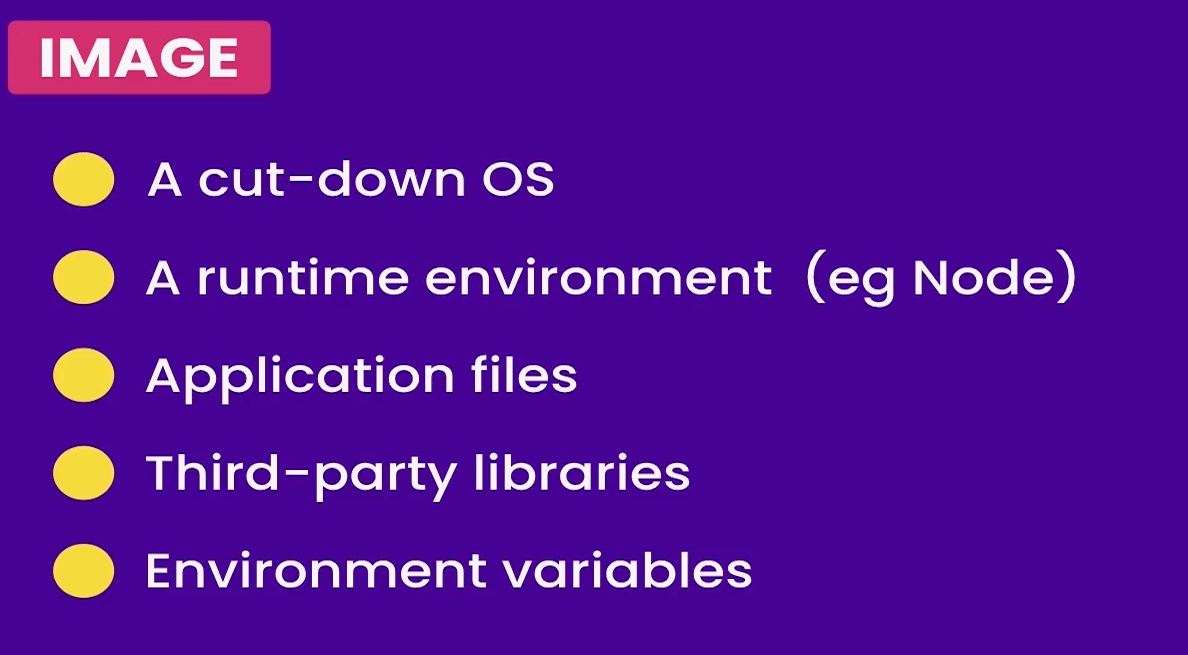 IMAGE
A cut-down OS
A runtime environment (eg Node)
Application files
Third-party libraries
Environment variables